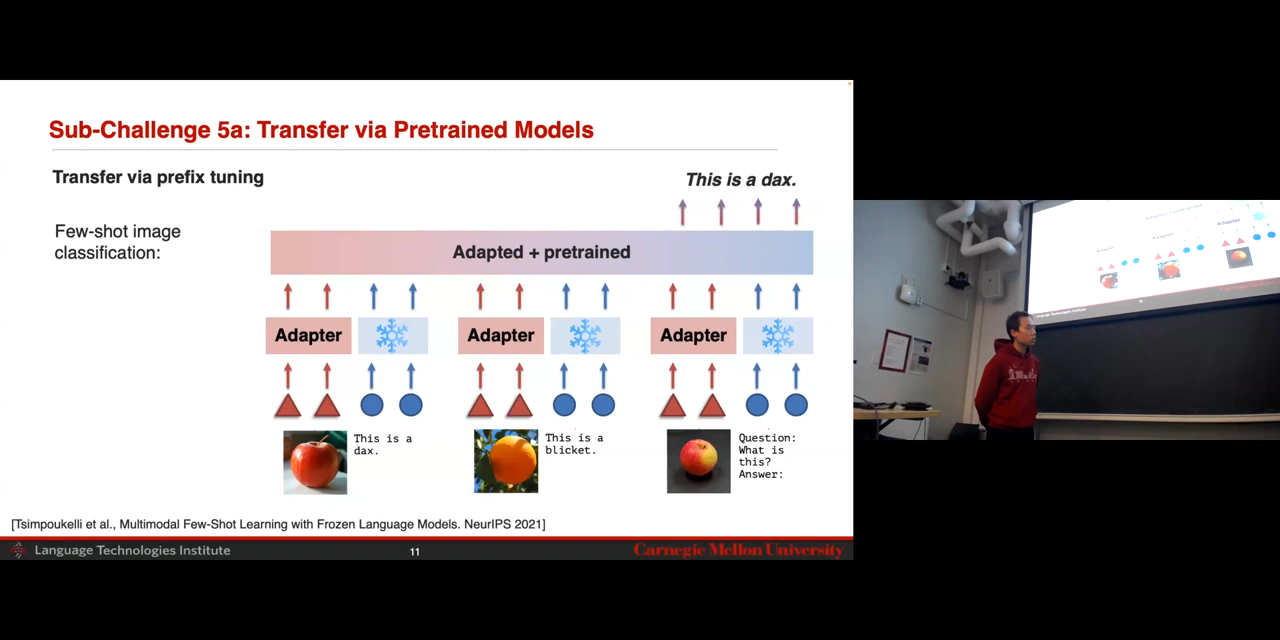 Sub-Challenge 5a: Transfer via Pretrained Models
Transfer via prefix tuning
This is a dax.
Few-shot image
classification:
Adapted + pretrained
Adapter
Adapter
Adapter
This is a
dax.
This is a
blicket.
Question:
What is
this?
Answer:
[Tsimpoukelli et al., Multimodal Few-Shot Learning with Frozen Language Models. NeurIPS 2021]
Language Technologies Institute
11
Carnegie Mellon University